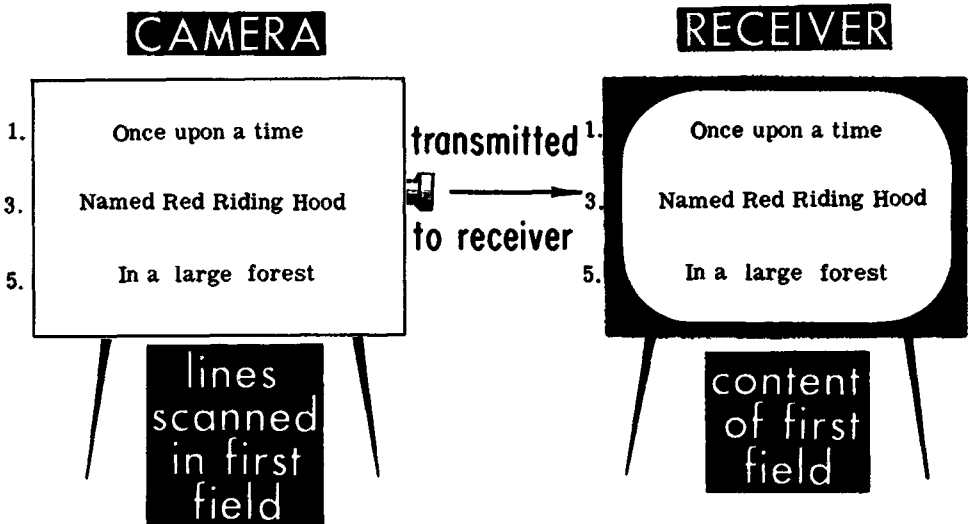 CAMERA
1. Once upon a time
3. Named Red Riding Hood
5. In a large forest
lines
scanned
in first
field
transmitted
to receiver
RECEIVER
1. Once upon a time
3. Named Red Riding Hood
5. In a large forest
content
of first
field